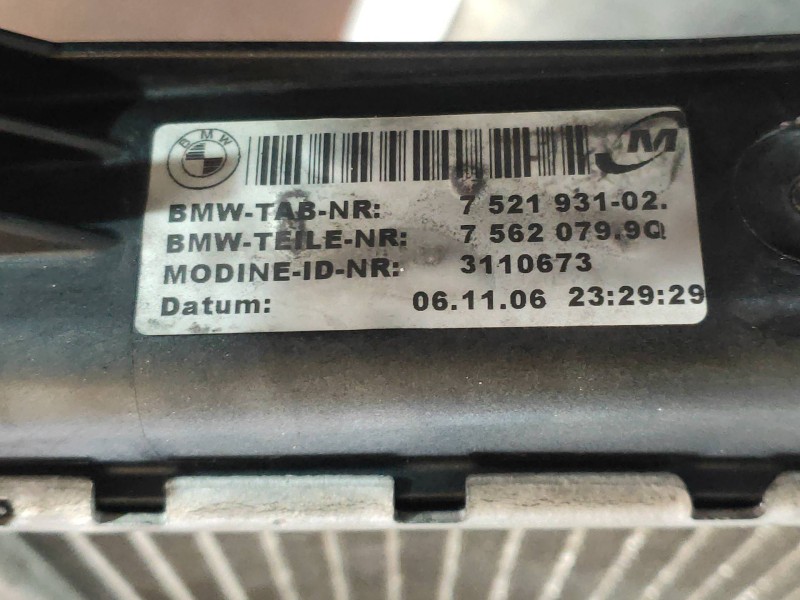 BMW
M
BMW-TAB-NR: 7 521 931-02.
BMW-TEILE-NR: 7 562 079.9Q
MODINE-ID-NR: 3110673
Datum: 06.11.06 23:29:29